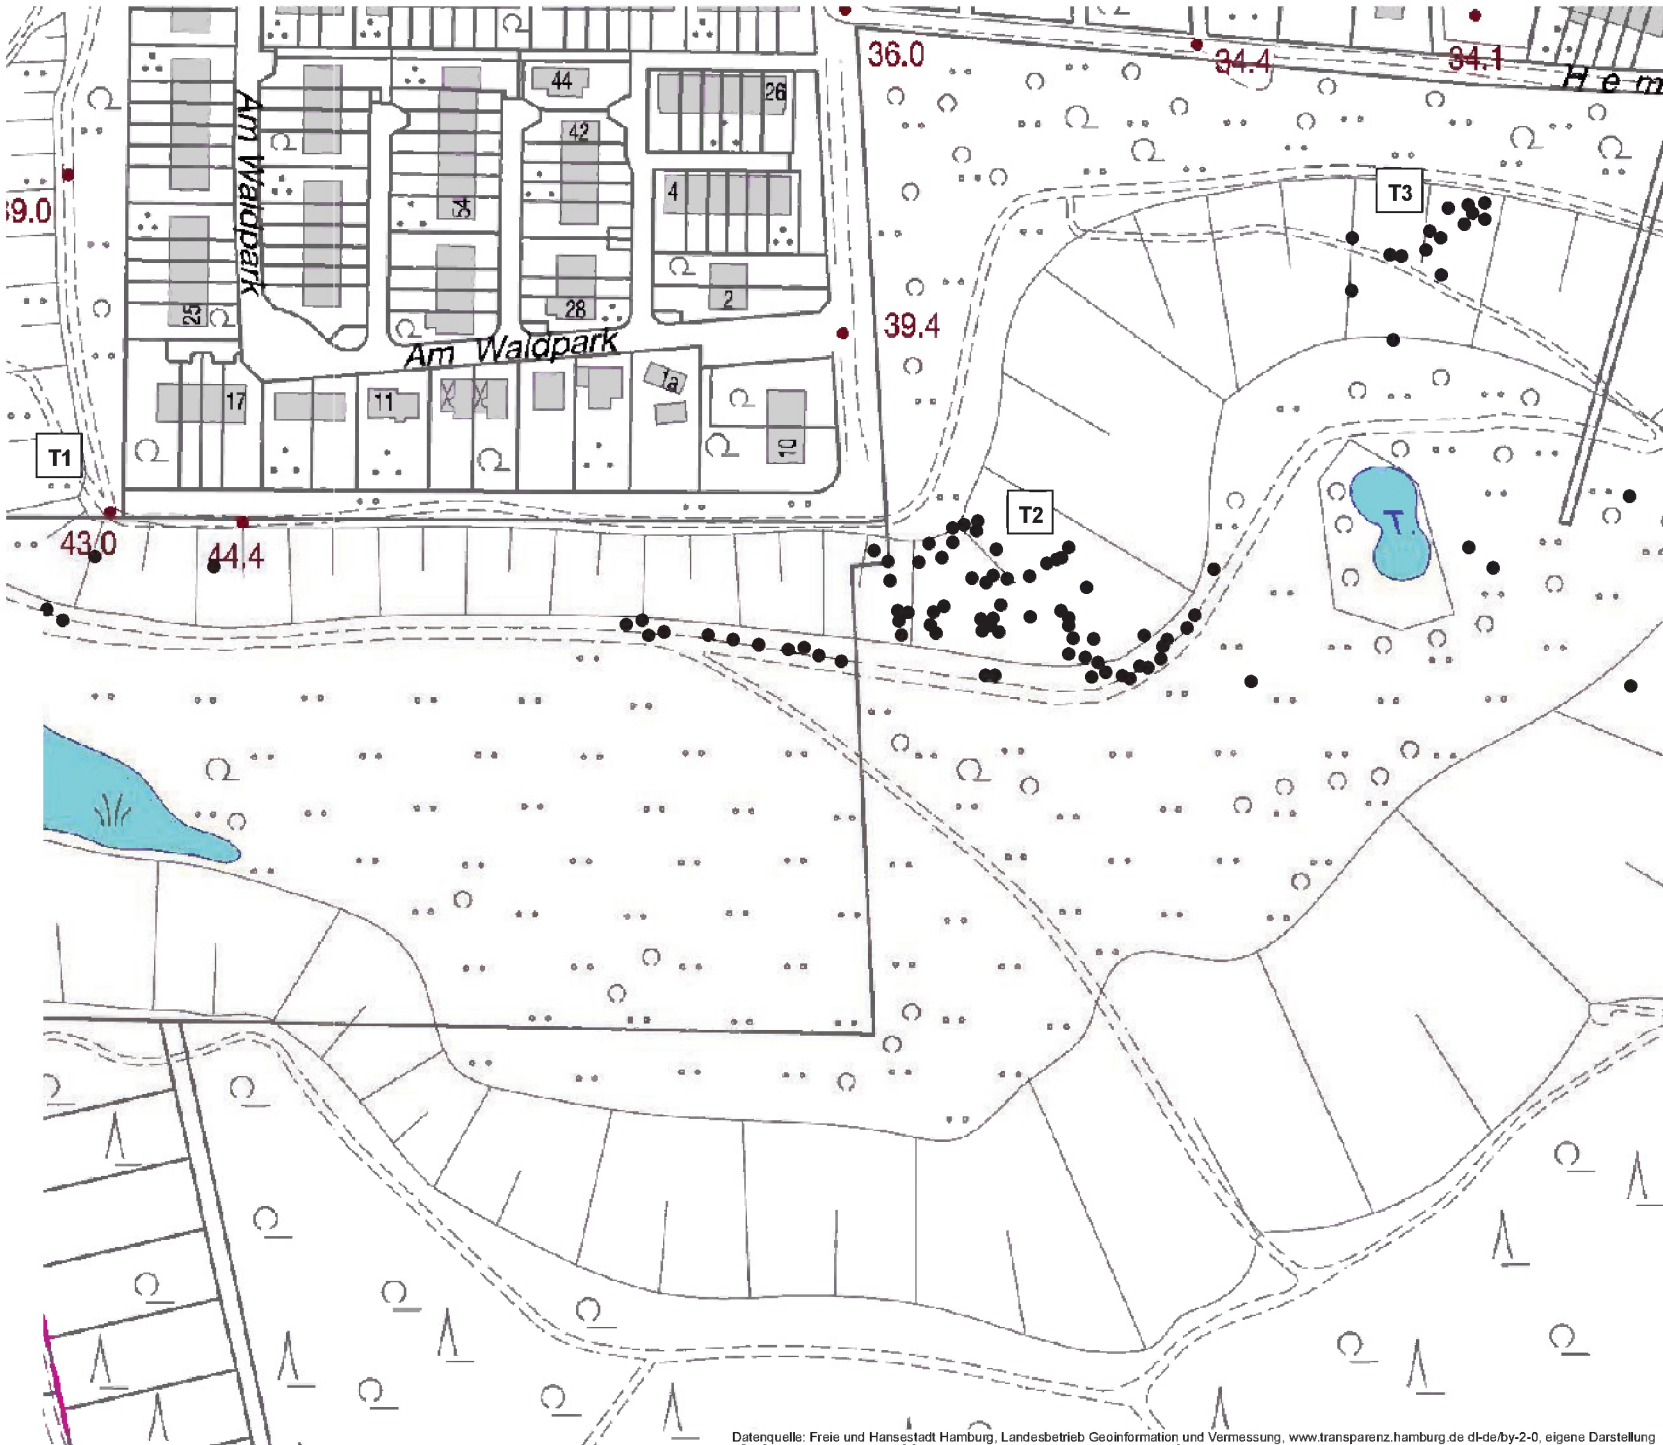 36.0
34.4
34.1
Hem
44
26
42
Am Waldpark
4
T3
39.0
54
25
28
2
39.4
Am Waldpark
1a
17
11
10
T1
T2
T
43.0
44.4
Datenquelle: Freie und Hansestadt Hamburg, Landesbetrieb Geoinformation und Vermessung, www.transparenz.hamburg.de dl-de/by-2-0, eigene Darstellung